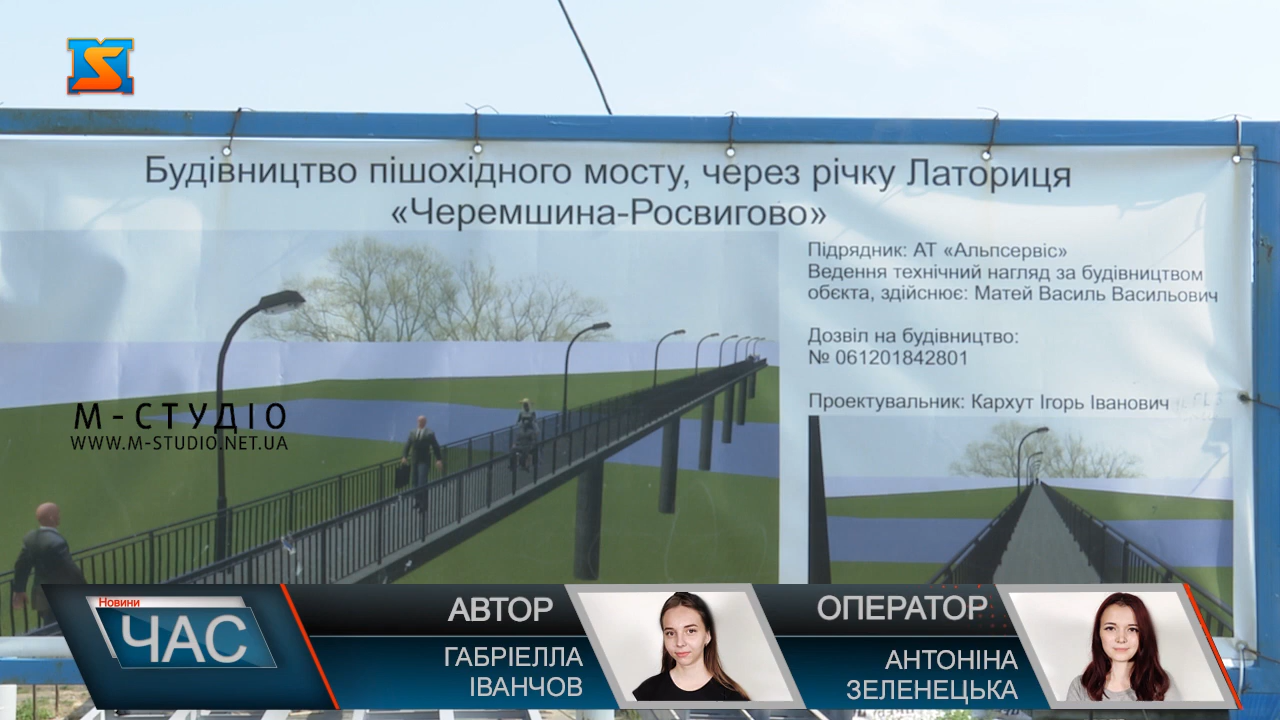 Будівництво пішохідного мосту, через річку Латориця
«Черемшина-Росвигово»
Підрядник: АТ «Альпсервіс»
Ведення технічний нагляд за будівництвом
обєкта, здійснює: Матей Василь Васильович
Дозвіл на будівництво:
№ 061201842801
Проектувальник: Кархут Ігорь Іванович
М-СТУДІО
WWW.M-STUDIO.NET.UA
Новини
ЧАС
АВТОР
ГАБРІЕЛЛА
ІВАНЧОВ
ОПЕРАТОР
АНТОНІНА
ЗЕЛЕНЕЦЬКА